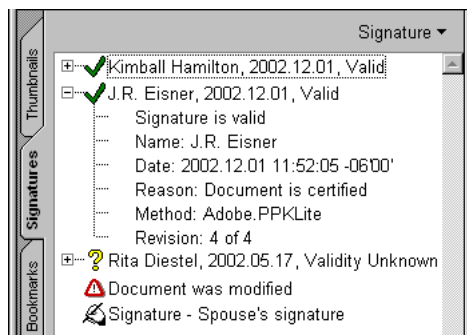 Signature
Thumbnails
Signatures
Bookmarks
Kimball Hamilton, 2002.12.01, Valid
J.R. Eisner, 2002.12.01, Valid
Signature is valid
Name: J.R. Eisner
Date: 2002.12.01 11:52:05 -06'00'
Reason: Document is certified
Method: Adobe.PPKLite
Revision: 4 of 4
Rita Diestel, 2002.05.17, Validity Unknown
Document was modified
Signature - Spouse's signature